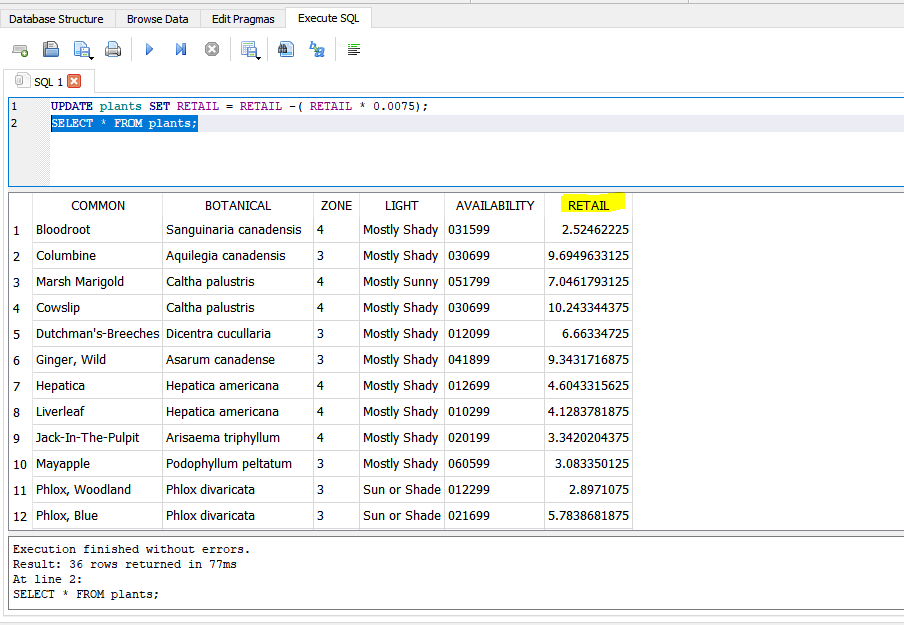 Database Structure Browse Data Edit Pragmas Execute SQL
SQL 1
1 UPDATE plants SET RETAIL = RETAIL -( RETAIL * 0.0075);
2 SELECT * FROM plants;
COMMON BOTANICAL ZONE LIGHT AVAILABILITY RETAIL
1 Bloodroot Sanguinaria canadensis 4 Mostly Shady 031599 2.52462225
2 Columbine Aquilegia canadensis 3 Mostly Shady 030699 9.6949633125
3 Marsh Marigold Caltha palustris 4 Mostly Sunny 051799 7.0461793125
4 Cowslip Caltha palustris 4 Mostly Shady 030699 10.243344375
5 Dutchman's-Breeches Dicentra cucullaria 3 Mostly Shady 012099 6.66334725
6 Ginger, Wild Asarum canadense 3 Mostly Shady 041899 9.3431716875
7 Hepatica Hepatica americana 4 Mostly Shady 012699 4.6043315625
8 Liverleaf Hepatica americana 4 Mostly Shady 010299 4.1283781875
9 Jack-In-The-Pulpit Arisaema triphyllum 4 Mostly Shady 020199 3.3420204375
10 Mayapple Podophyllum peltatum 3 Mostly Shady 060599 3.083350125
11 Phlox, Woodland Phlox divaricata 3 Sun or Shade 012299 2.8971075
12 Phlox, Blue Phlox divaricata 3 Sun or Shade 021699 5.7838681875
Execution finished without errors.
Result: 36 rows returned in 77ms
At line 2:
SELECT * FROM plants;